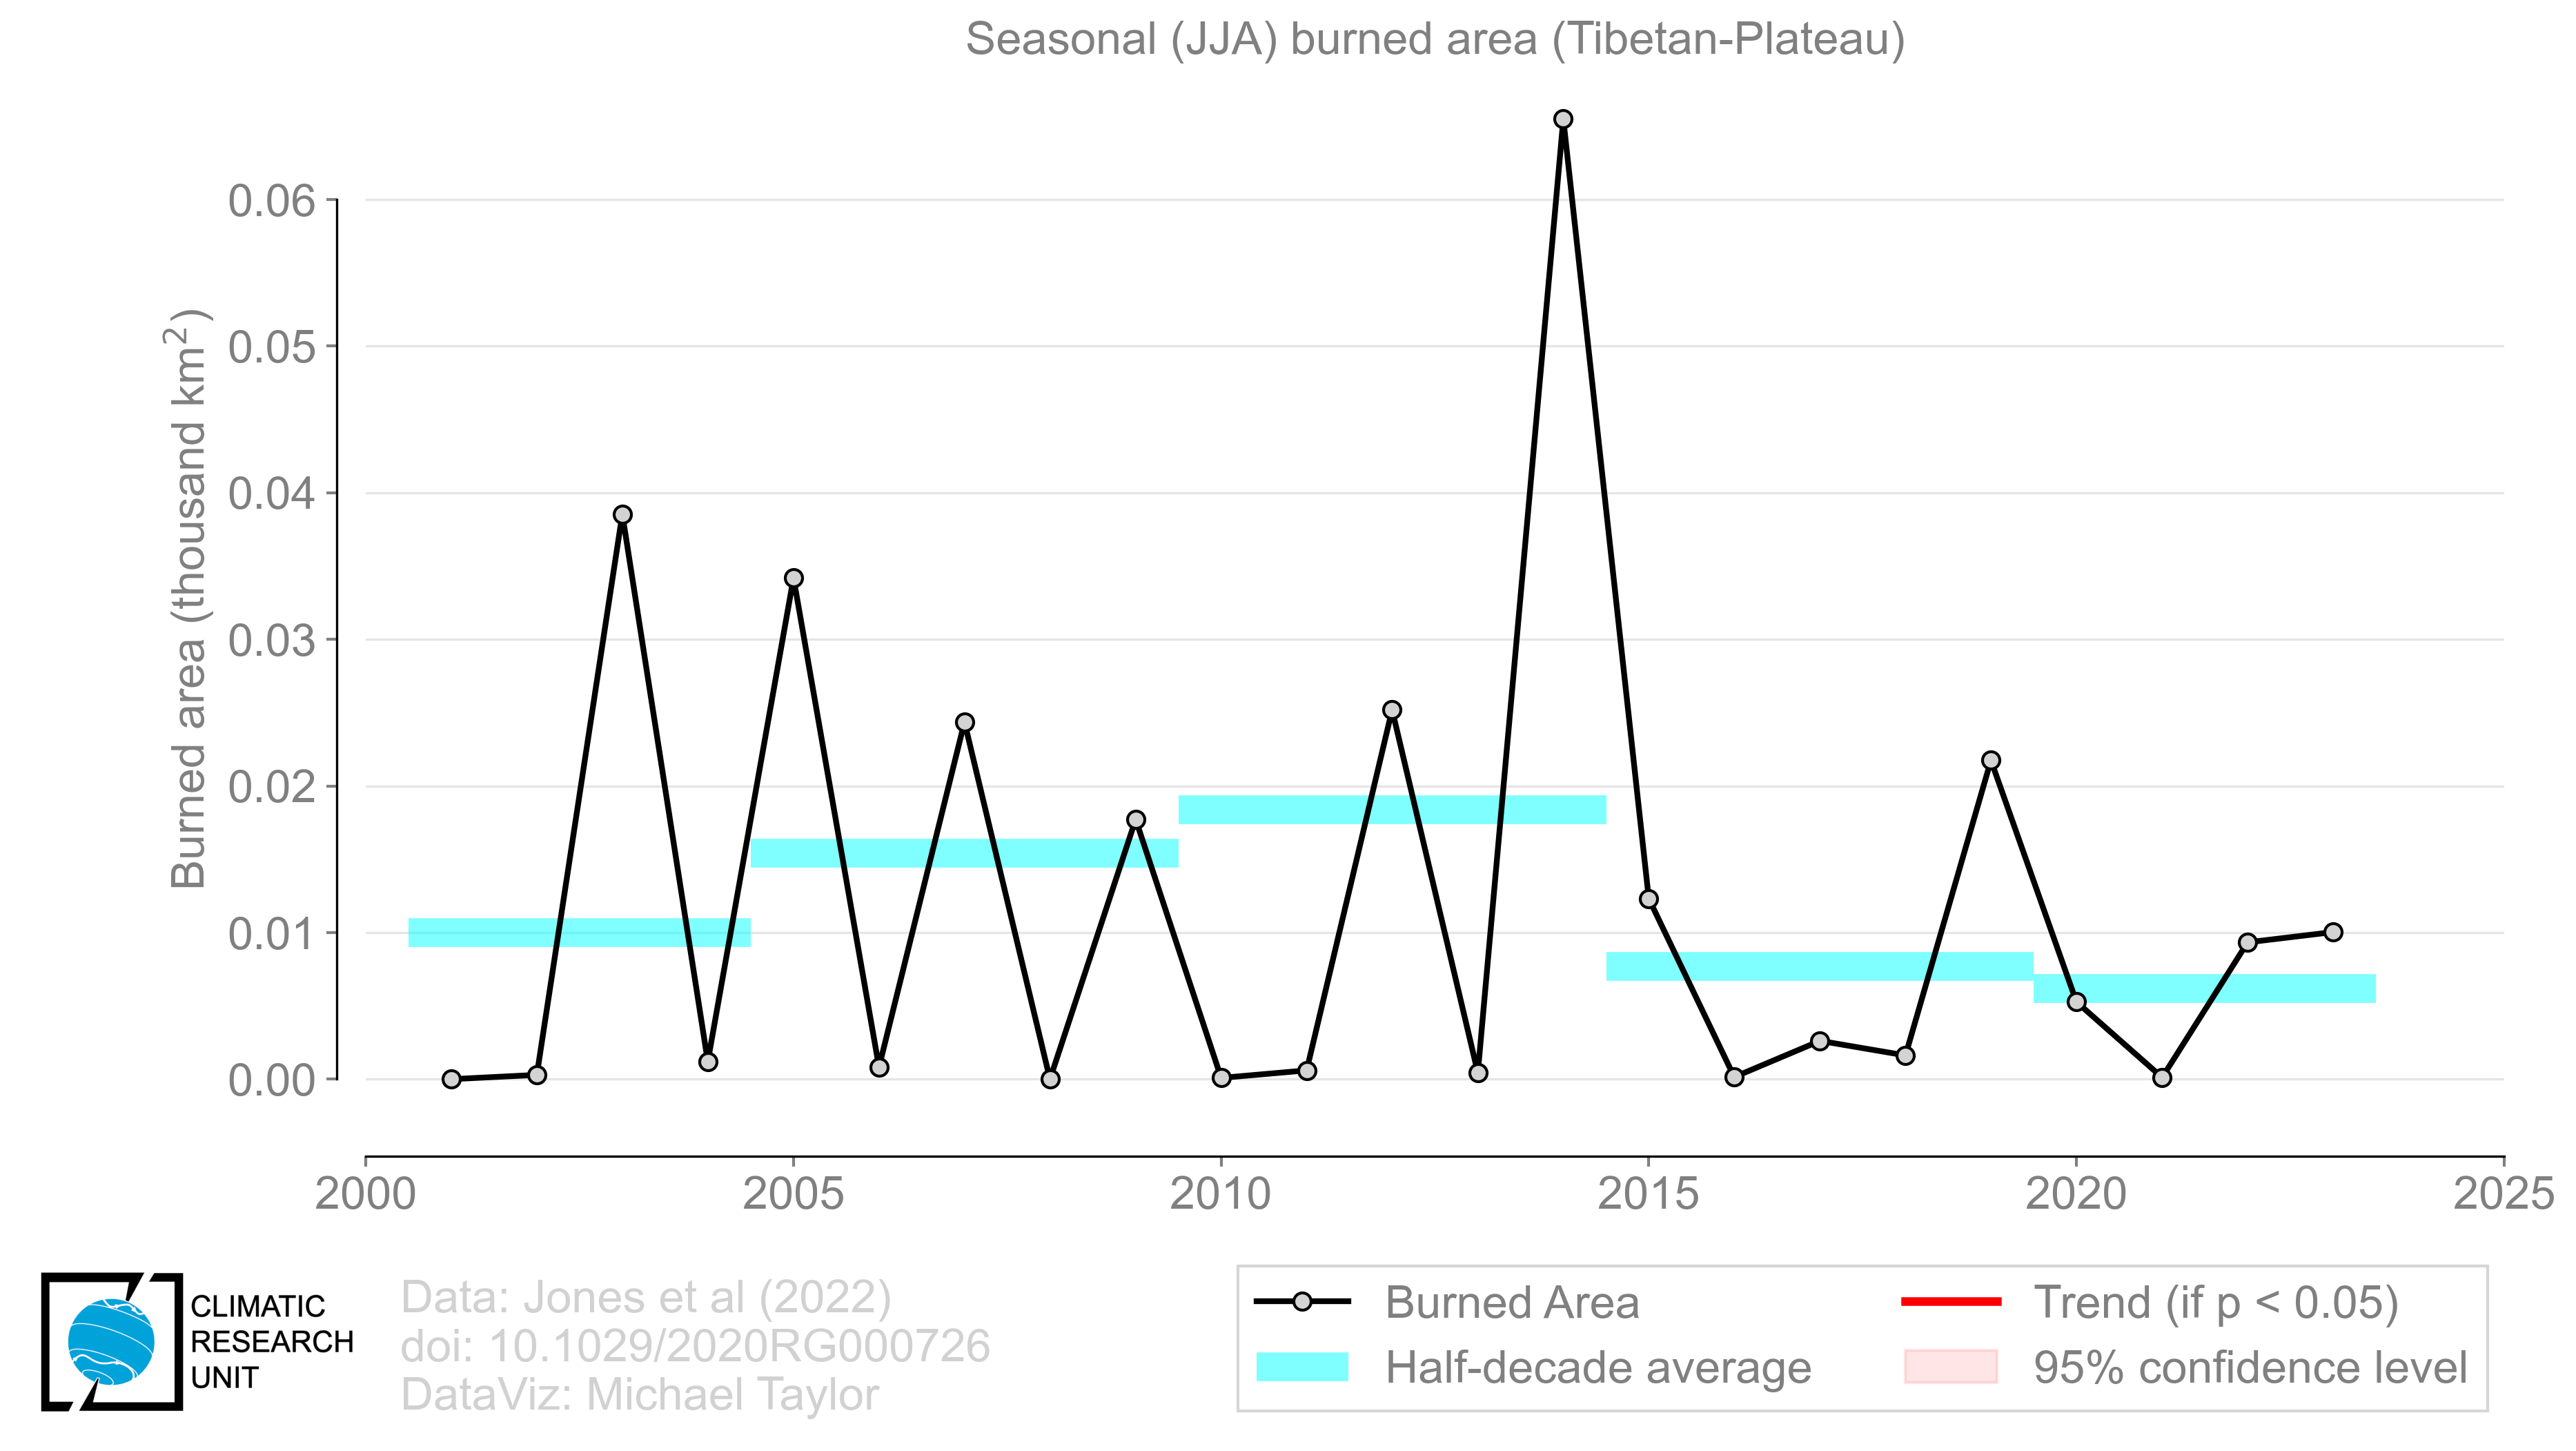 Seasonal (JJA) burned area (Tibetan-Plateau)
Burned area (thousand km²)
0.06
0.05
0.04
0.03
0.02
0.01
0.00
2000 2005 2010 2015 2020 2025
CLIMATIC
RESEARCH
UNIT
Data: Jones et al (2022)
doi: 10.1029/2020RG000726
DataViz: Michael Taylor
Burned Area
Half-decade average
Trend (if p < 0.05)
95% confidence level